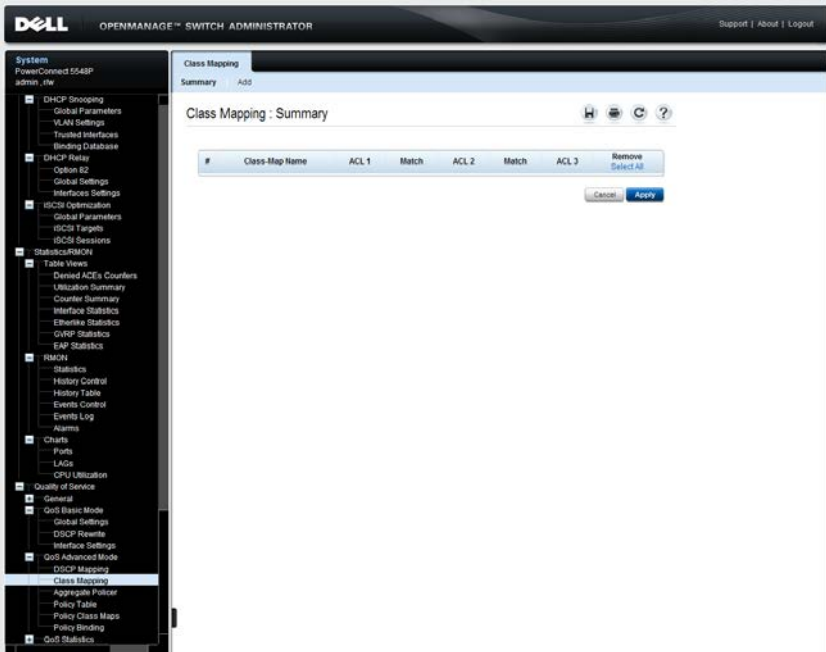 DELL OPENMANAGE™ SWITCH ADMINISTRATOR
Support | About | Logout
System
PowerConnect 5548P
admin , r/w
DHCP Snooping
Global Parameters
VLAN Settings
Trusted Interfaces
Binding Database
DHCP Relay
Option 82
Global Settings
Interfaces Settings
iSCSI Optimization
Global Parameters
iSCSI Targets
iSCSI Sessions
Statistics/RMON
Table Views
Denied ACEs Counters
Utilization Summary
Counter Summary
Interface Statistics
Etherlike Statistics
GVRP Statistics
EAP Statistics
RMON
Statistics
History Control
History Table
Events Control
Events Log
Alarms
Charts
Ports
LAGs
CPU Utilization
Quality of Service
General
QoS Basic Mode
Global Settings
DSCP Rewrite
Interface Settings
QoS Advanced Mode
DSCP Mapping
Class Mapping
Aggregate Policer
Policy Table
Policy Class Maps
Policy Binding
QoS Statistics
Class Mapping
Summary Add
Class Mapping : Summary
# Class-Map Name ACL 1 Match ACL 2 Match ACL 3 Remove
Select All
Cancel Apply